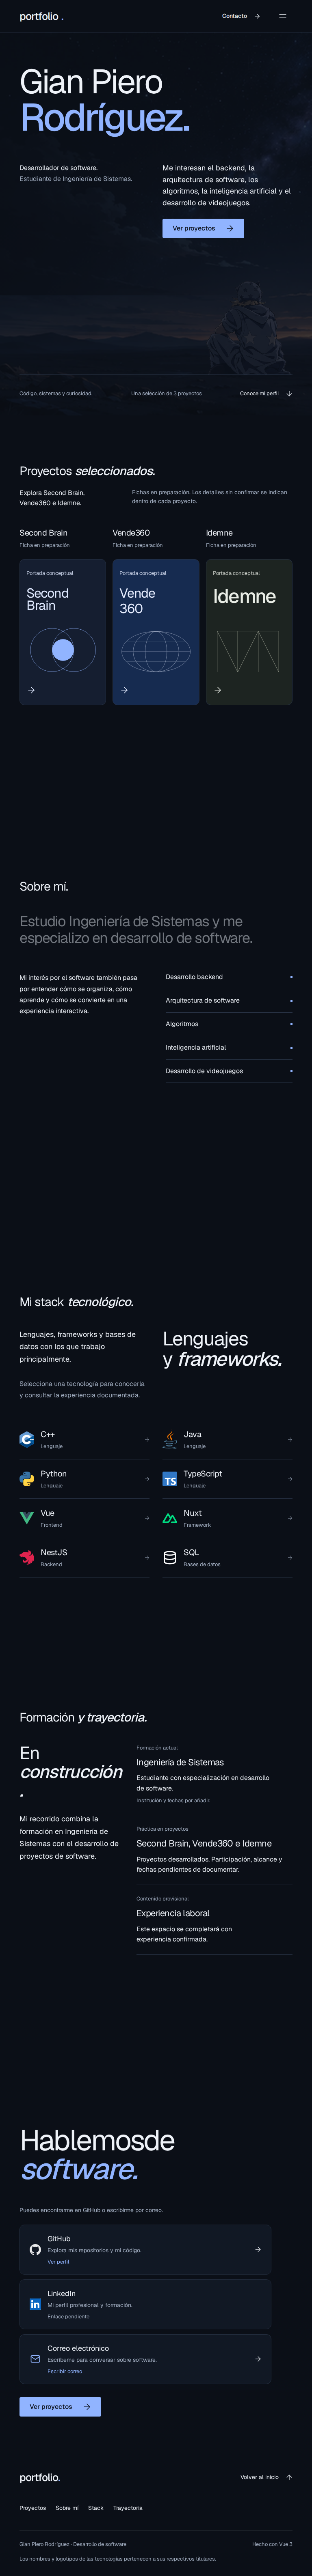 portfolio .
Contacto
Gian Piero
Rodríguez.
Desarrollador de software.
Estudiante de Ingeniería de Sistemas.
Me interesan el backend, la
arquitectura de software, los
algoritmos, la inteligencia artificial y el
desarrollo de videojuegos.
Ver proyectos
Código, sistemas y curiosidad.
Una selección de 3 proyectos
Conoce mi perfil
Proyectos seleccionados.
Explora Second Brain,
Vende360 e Idemne.
Fichas en preparación. Los detalles sin confirmar se indican
dentro de cada proyecto.
Second Brain
Ficha en preparación
Vende360
Ficha en preparación
Idemne
Ficha en preparación
Portada conceptual
Second
Brain
Portada conceptual
Vende
360
Portada conceptual
Idemne
Sobre mí.
Estudio Ingeniería de Sistemas y me
especializo en desarrollo de software.
Mi interés por el software también pasa
por entender cómo se organiza, cómo
aprende y cómo se convierte en una
experiencia interactiva.
Desarrollo backend
Arquitectura de software
Algoritmos
Inteligencia artificial
Desarrollo de videojuegos
Mi stack tecnológico.
Lenguajes, frameworks y bases de
datos con los que trabajo
principalmente.
Selecciona una tecnología para conocerla
y consultar la experiencia documentada.
Lenguajes
y frameworks.
C++
Lenguaje
Java
Lenguaje
Python
Lenguaje
TS
TypeScript
Lenguaje
Vue
Frontend
Nuxt
Framework
NestJS
Backend
SQL
Bases de datos
Formación y trayectoria.
En
construcción
.
Mi recorrido combina la
formación en Ingeniería de
Sistemas con el desarrollo de
proyectos de software.
Formación actual
Ingeniería de Sistemas
Estudiante con especialización en desarrollo
de software.
Institución y fechas por añadir.
Práctica en proyectos
Second Brain, Vende360 e Idemne
Proyectos desarrollados. Participación, alcance y
fechas pendientes de documentar.
Contenido provisional
Experiencia laboral
Este espacio se completará con
experiencia confirmada.
Hablemosde
software.
Puedes encontrarme en GitHub o escribirme por correo.
GitHub
Explora mis repositorios y mi código.
Ver perfil
in
LinkedIn
Mi perfil profesional y formación.
Enlace pendiente
Correo electrónico
Escríbeme para conversar sobre software.
Escribir correo
Ver proyectos
portfolio.
Volver al inicio
Proyectos
Sobre mí
Stack
Trayectoria
Gian Piero Rodríguez · Desarrollo de software
Hecho con Vue 3
Los nombres y logotipos de las tecnologías pertenecen a sus respectivos titulares.